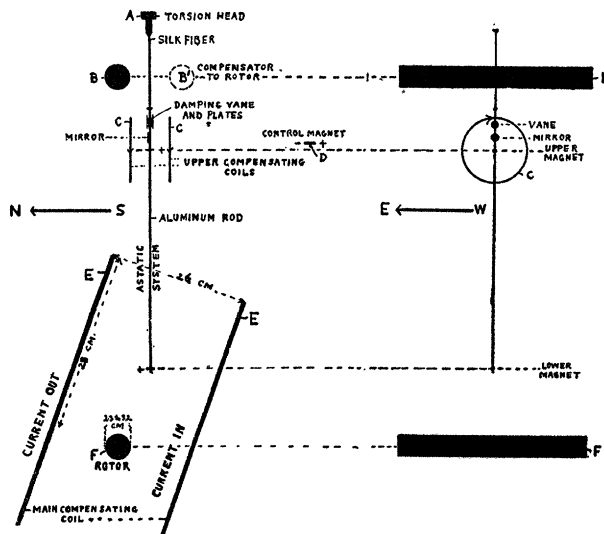 A TORSION HEAD
SILK FIBER
B
B'
COMPENSATOR
TO ROTOR
DAMPING VANE
AND PLATES
C
C
MIRROR
CONTROL MAGNET
- +
D
UPPER COMPENSATING
COILS
VANE
MIRROR
UPPER
MAGNET
C
N S
E W
ALUMINUM ROD
ASTATIC
SYSTEM
E
26 CM.
E
28 CM.
LOWER
MAGNET
CURRENT OUT
CURRENT IN
CM
F
ROTOR
F
MAIN COMPENSATING
COIL